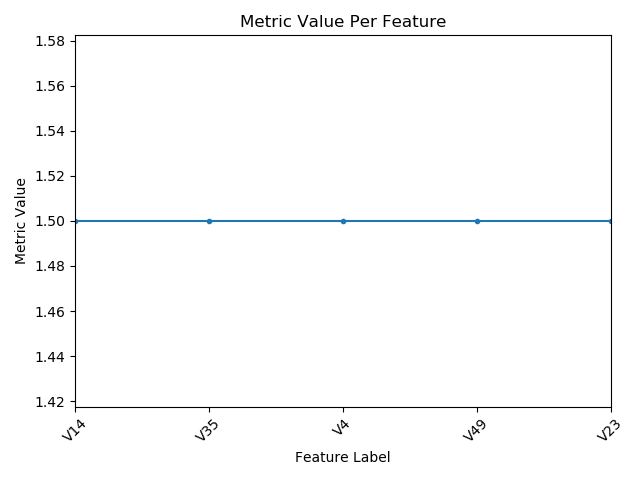 Metric Value Per Feature
Metric Value
1.58
1.56
1.54
1.52
1.50
1.48
1.46
1.44
1.42
V14
V35
V4
V49
V23
Feature Label